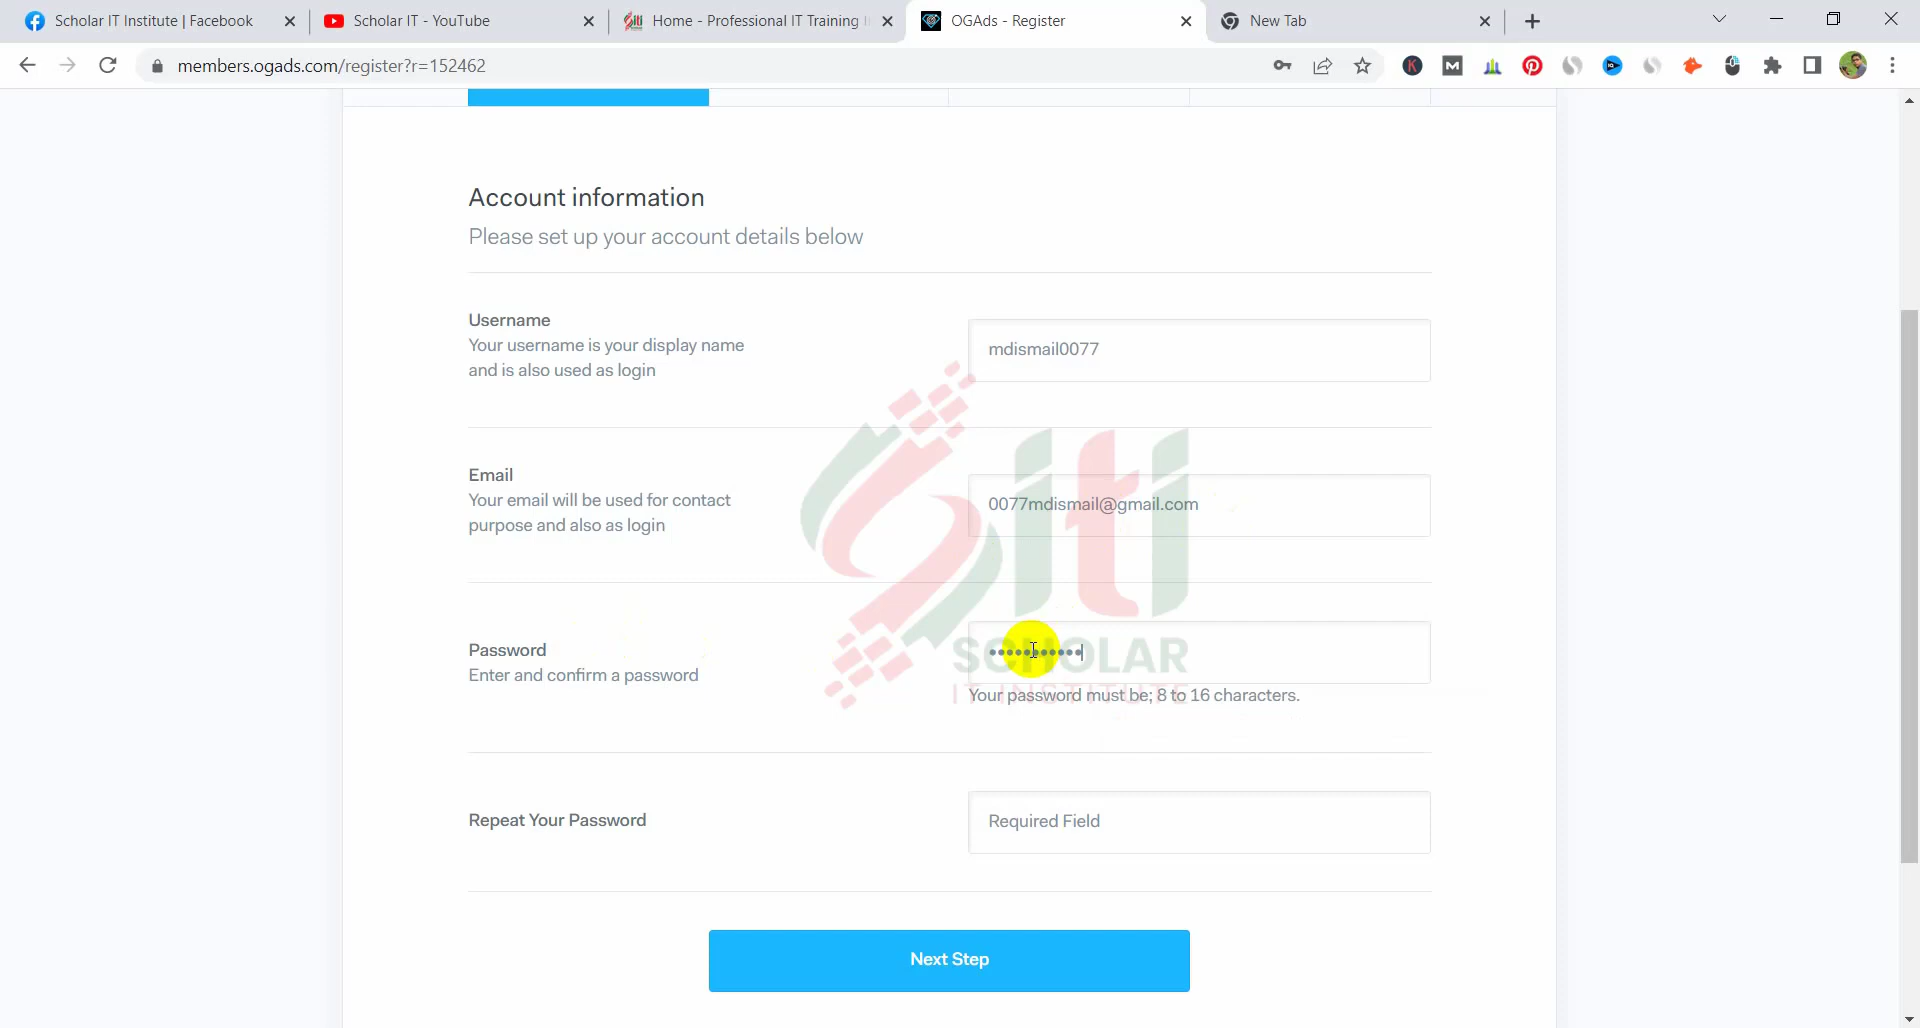 Scholar IT Institute | Facebook
Scholar IT - YouTube
Home - Professional IT Training I
OGAds - Register
New Tab
members.ogads.com/register?r=152462
Account information
Please set up your account details below
Username
Your username is your display name
and is also used as login
mdismail0077
Email
Your email will be used for contact
purpose and also as login
0077mdismail@gmail.com
Password
Enter and confirm a password
••••••••••••
Your password must be; 8 to 16 characters.
Repeat Your Password
Required Field
Next Step
siti
SCHOLAR
IT INSTITUTE